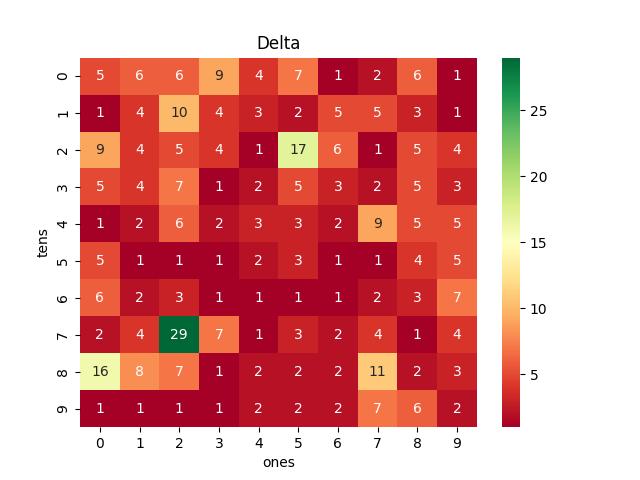 Delta
0 5 6 6 9 4 7 1 2 6 1
1 1 4 10 4 3 2 5 5 3 1
2 9 4 5 4 1 17 6 1 5 4
3 5 4 7 1 2 5 3 2 5 3
4 1 2 6 2 3 3 2 9 5 5
5 5 1 1 1 2 3 1 1 4 5
6 6 2 3 1 1 1 1 2 3 7
7 2 4 29 7 1 3 2 4 1 4
8 16 8 7 1 2 2 2 11 2 3
9 1 1 1 1 2 2 2 7 6 2
0 1 2 3 4 5 6 7 8 9
ones
tens
25
20
15
10
5